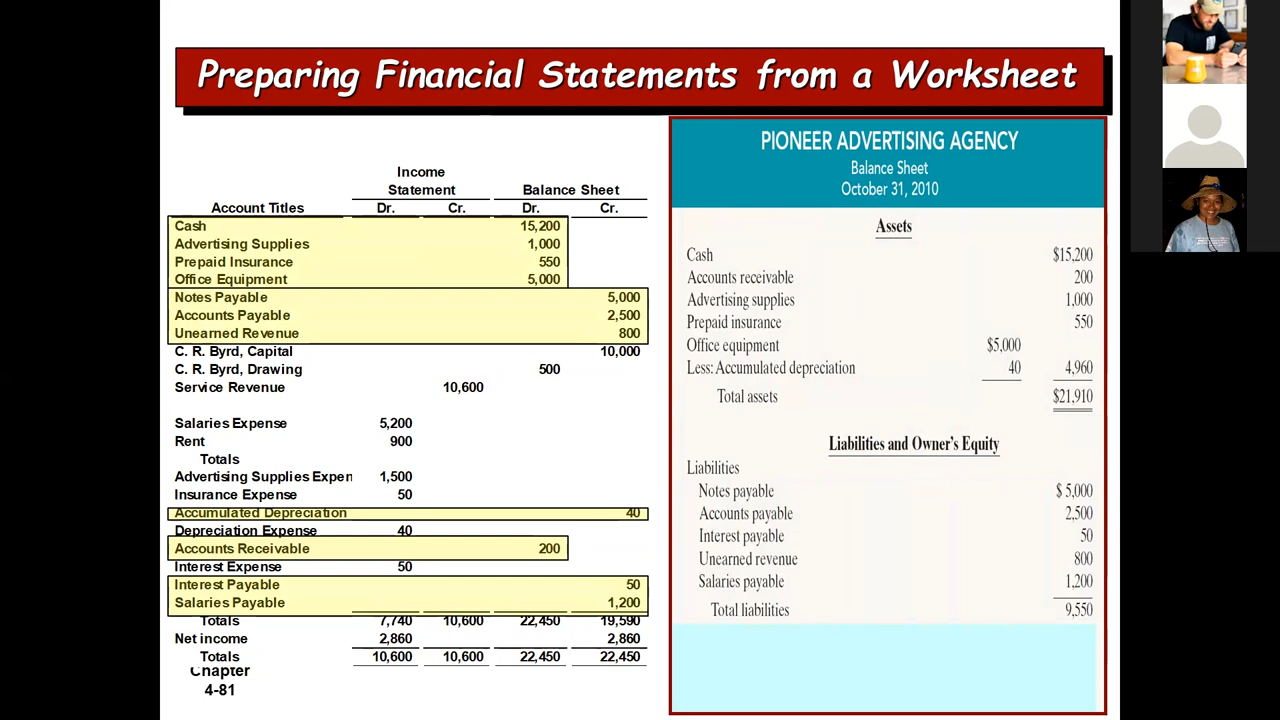 Preparing Financial Statements from a Worksheet
Income
Statement Balance Sheet
Account Titles Dr. Cr. Dr. Cr.
Cash 15,200
Advertising Supplies 1,000
Prepaid Insurance 550
Office Equipment 5,000
Notes Payable 5,000
Accounts Payable 2,500
Unearned Revenue 800
C. R. Byrd, Capital 10,000
C. R. Byrd, Drawing 500
Service Revenue 10,600
Salaries Expense 5,200
Rent 900
Totals
Advertising Supplies Expen 1,500
Insurance Expense 50
Accumulated Depreciation 40
Depreciation Expense 40
Accounts Receivable 200
Interest Expense 50
Interest Payable 50
Salaries Payable 1,200
Totals 7,740 10,600 22,450 19,590
Net income 2,860 2,860
Totals 10,600 10,600 22,450 22,450
Chapter
4-81
PIONEER ADVERTISING AGENCY
Balance Sheet
October 31, 2010
Assets
Cash $15,200
Accounts receivable 200
Advertising supplies 1,000
Prepaid insurance 550
Office equipment $5,000
Less: Accumulated depreciation 40 4,960
Total assets $21,910
Liabilities and Owner's Equity
Liabilities
Notes payable $ 5,000
Accounts payable 2,500
Interest payable 50
Unearned revenue 800
Salaries payable 1,200
Total liabilities 9,550